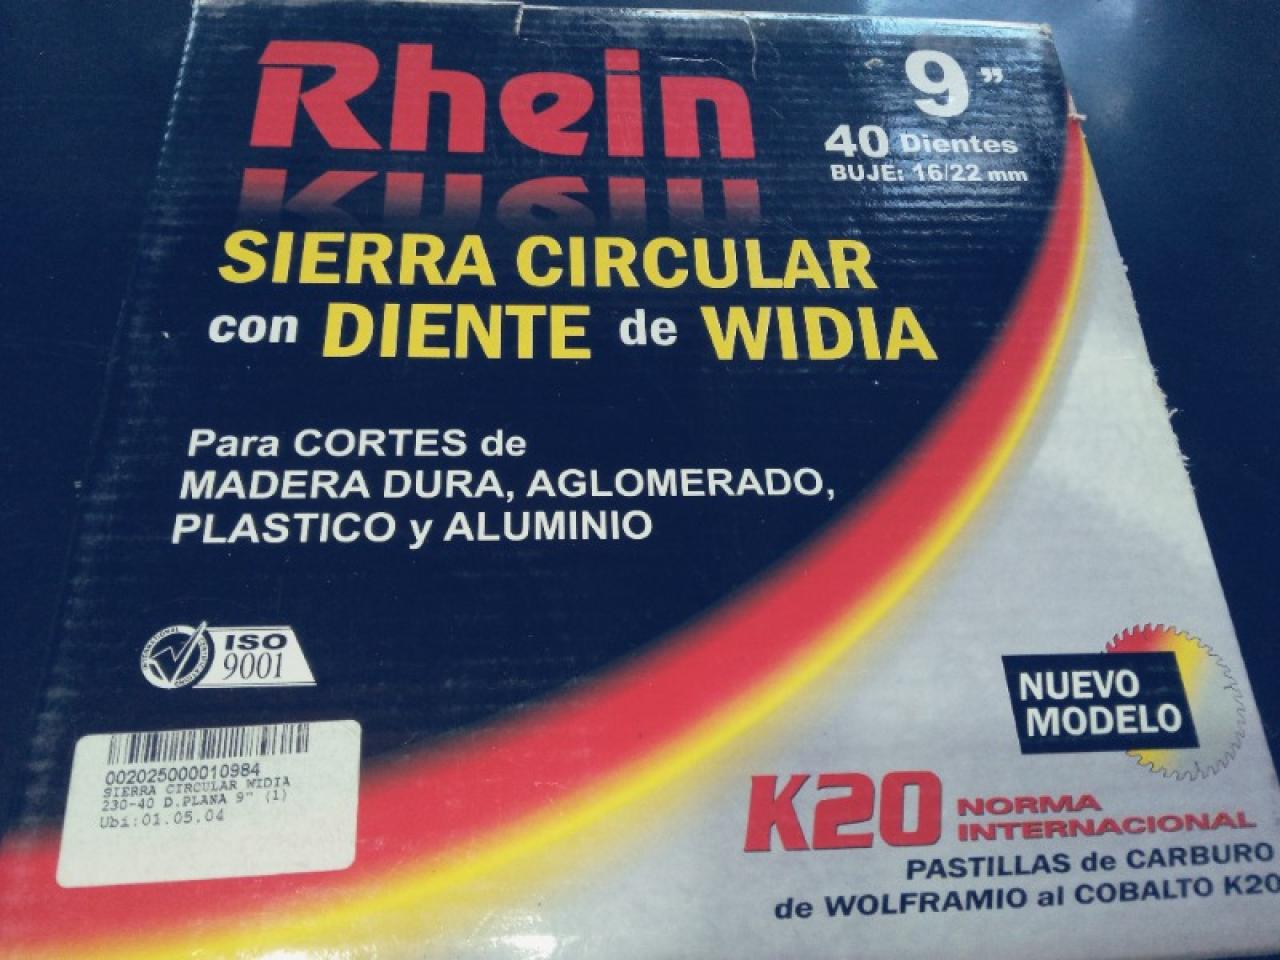 Rhein
9"
40 Dientes
BUJE: 16/22 mm
SIERRA CIRCULAR
con DIENTE de WIDIA
Para CORTES de
MADERA DURA, AGLOMERADO,
PLASTICO y ALUMINIO
ISO
9001
002025000010984
SIERRA CIRCULAR WIDIA
230-40 D.PLANA 9" (1)
Ubi:01.05.04
NUEVO
MODELO
K20 NORMA
INTERNACIONAL
PASTILLAS de CARBURO
de WOLFRAMIO al COBALTO K20